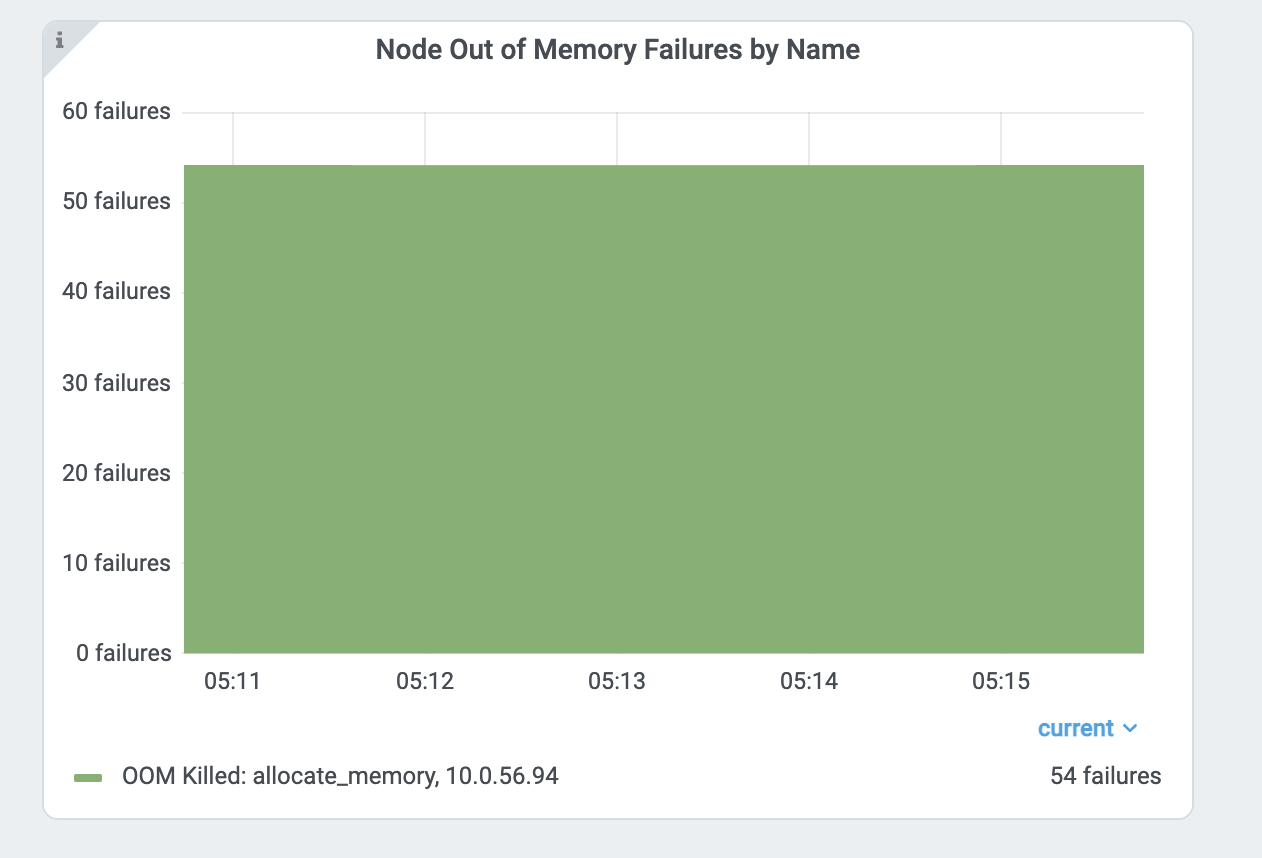 i
Node Out of Memory Failures by Name
60 failures
50 failures
40 failures
30 failures
20 failures
10 failures
0 failures
05:11 05:12 05:13 05:14 05:15
current
OOM Killed: allocate_memory, 10.0.56.94 54 failures